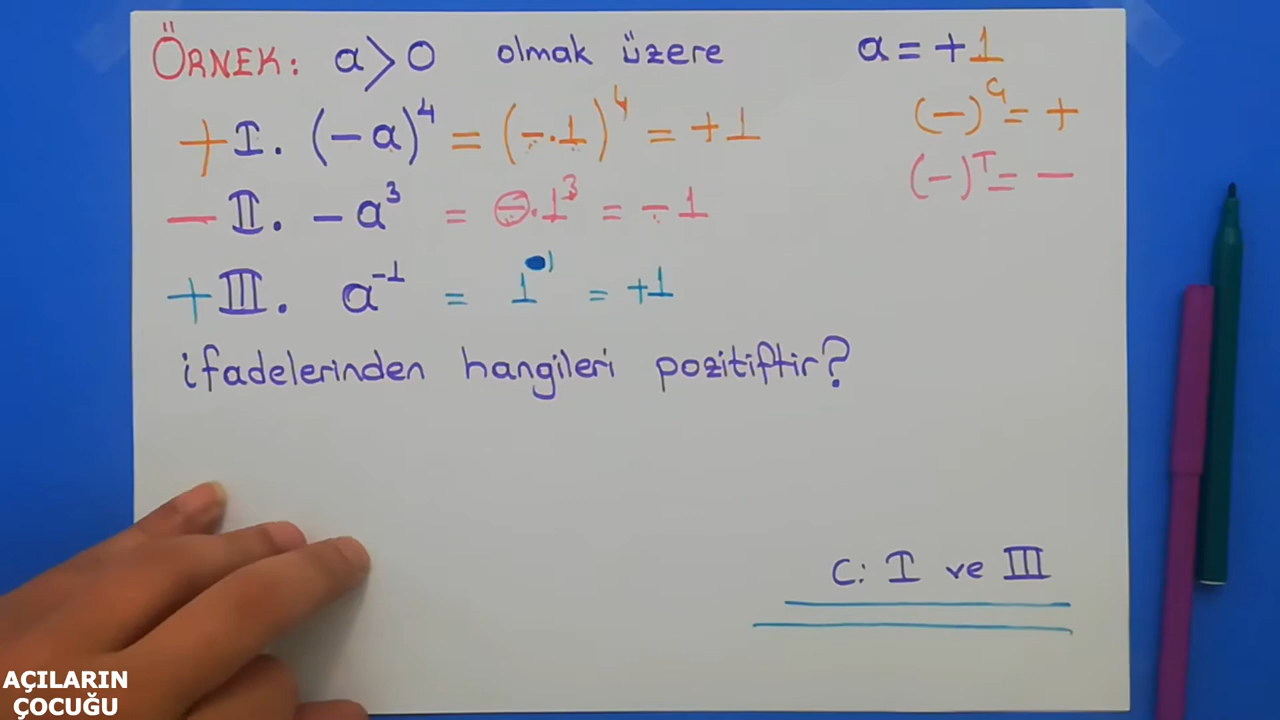 ÖRNEK: a>0 olmak üzere a=+1
+ I. (-a)⁴ = (-.1)⁴ = +1 (-)^Ç = +
- II. -a³ = -.1³ = -1 (-)^T = -
+ III. a⁻¹ = 1 = +1
ifadelerinden hangileri pozitiftir?
C: I ve III
AÇILARIN
ÇOCUĞU